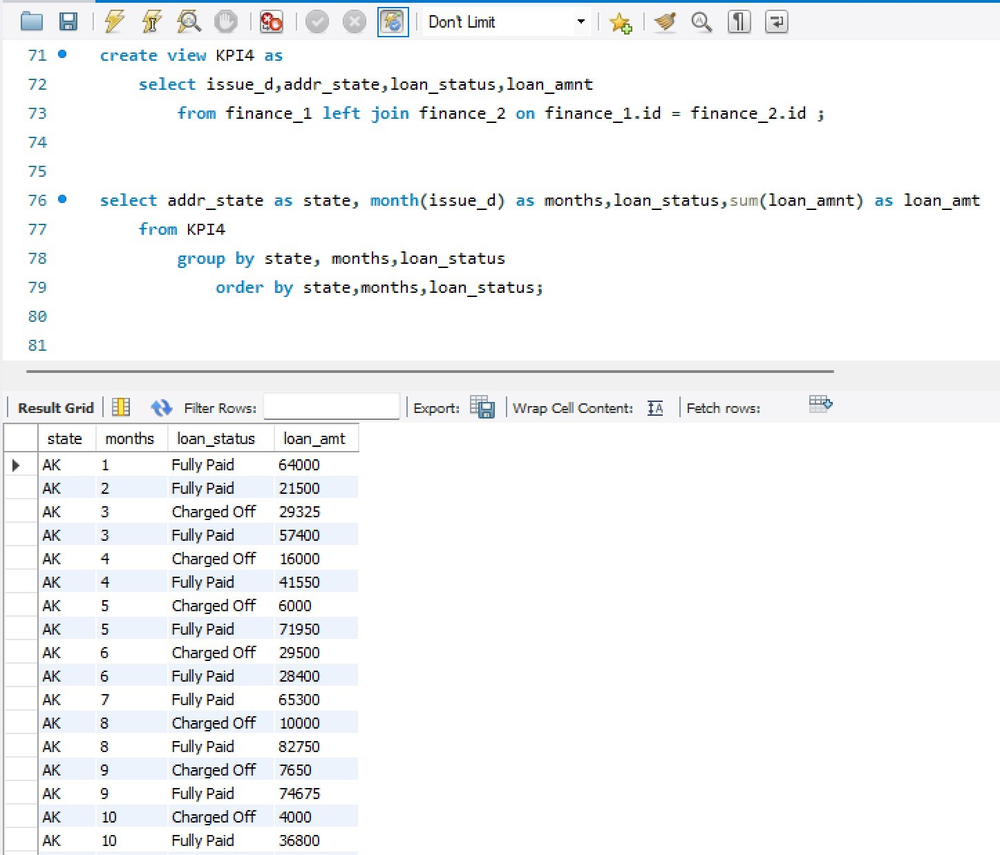 Don't Limit
71 create view KPI4 as
72 select issue_d,addr_state,loan_status,loan_amnt
73 from finance_1 left join finance_2 on finance_1.id = finance_2.id ;
74
75
76 select addr_state as state, month(issue_d) as months,loan_status,sum(loan_amnt) as loan_amt
77 from KPI4
78 group by state, months,loan_status
79 order by state,months,loan_status;
80
81
Result Grid Filter Rows: Export: Wrap Cell Content: Fetch rows:
state months loan_status loan_amt
AK 1 Fully Paid 64000
AK 2 Fully Paid 21500
AK 3 Charged Off 29325
AK 3 Fully Paid 57400
AK 4 Charged Off 16000
AK 4 Fully Paid 41550
AK 5 Charged Off 6000
AK 5 Fully Paid 71950
AK 6 Charged Off 29500
AK 6 Fully Paid 28400
AK 7 Fully Paid 65300
AK 8 Charged Off 10000
AK 8 Fully Paid 82750
AK 9 Charged Off 7650
AK 9 Fully Paid 74675
AK 10 Charged Off 4000
AK 10 Fully Paid 36800